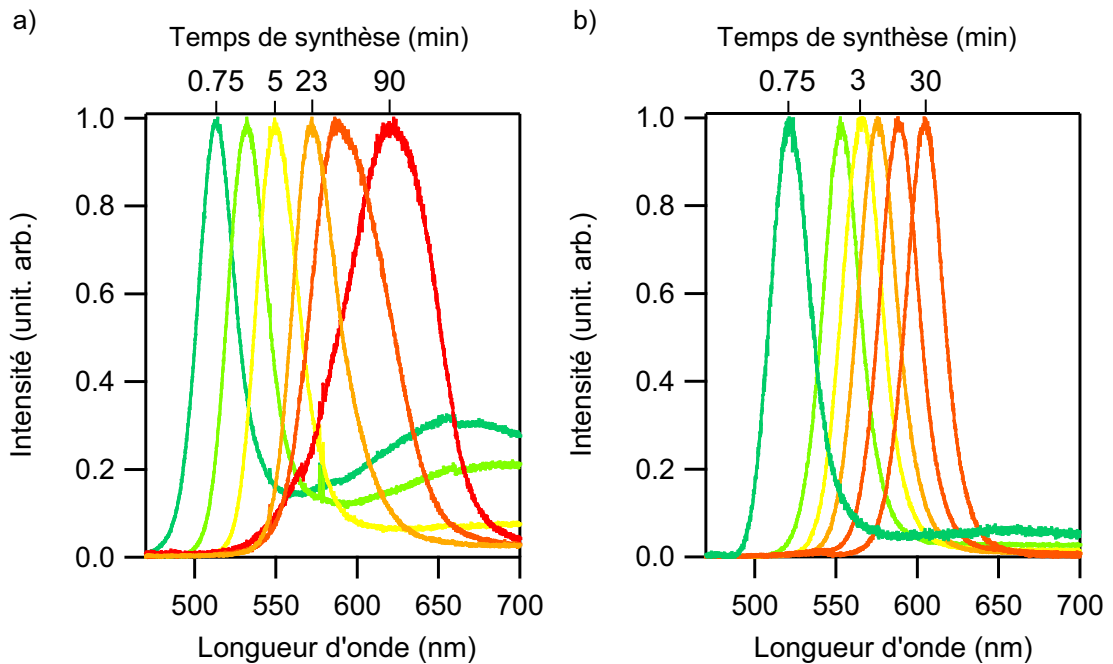 a)
Temps de synthèse (min)
0.75 5 23 90
1.0
0.8
0.6
0.4
0.2
0.0
Intensité (unit. arb.)
500 550 600 650 700
Longueur d'onde (nm)
b)
Temps de synthèse (min)
0.75 3 30
1.0
0.8
0.6
0.4
0.2
0.0
Intensité (unit. arb.)
500 550 600 650 700
Longueur d'onde (nm)